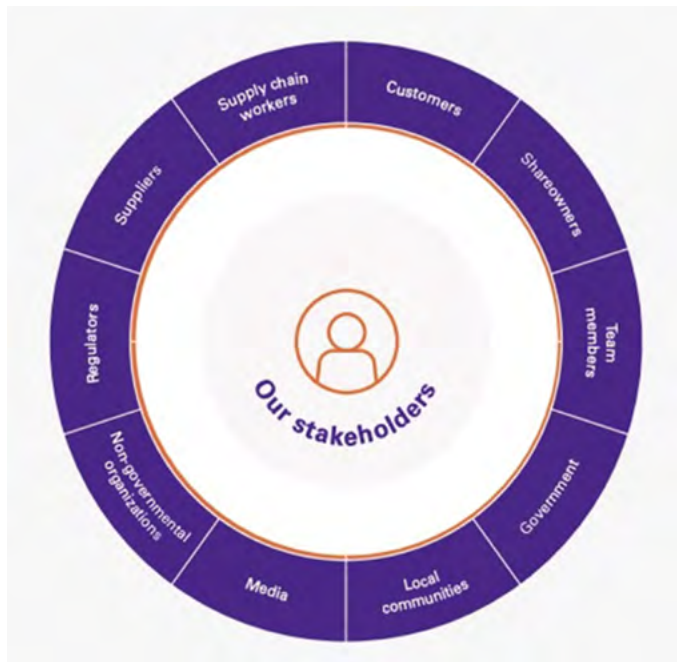 Supply chain
workers
Customers
Shareowners
Team
members
Government
Local
communities
Media
Non-governmental
organizations
Regulators
Suppliers
Our stakeholders